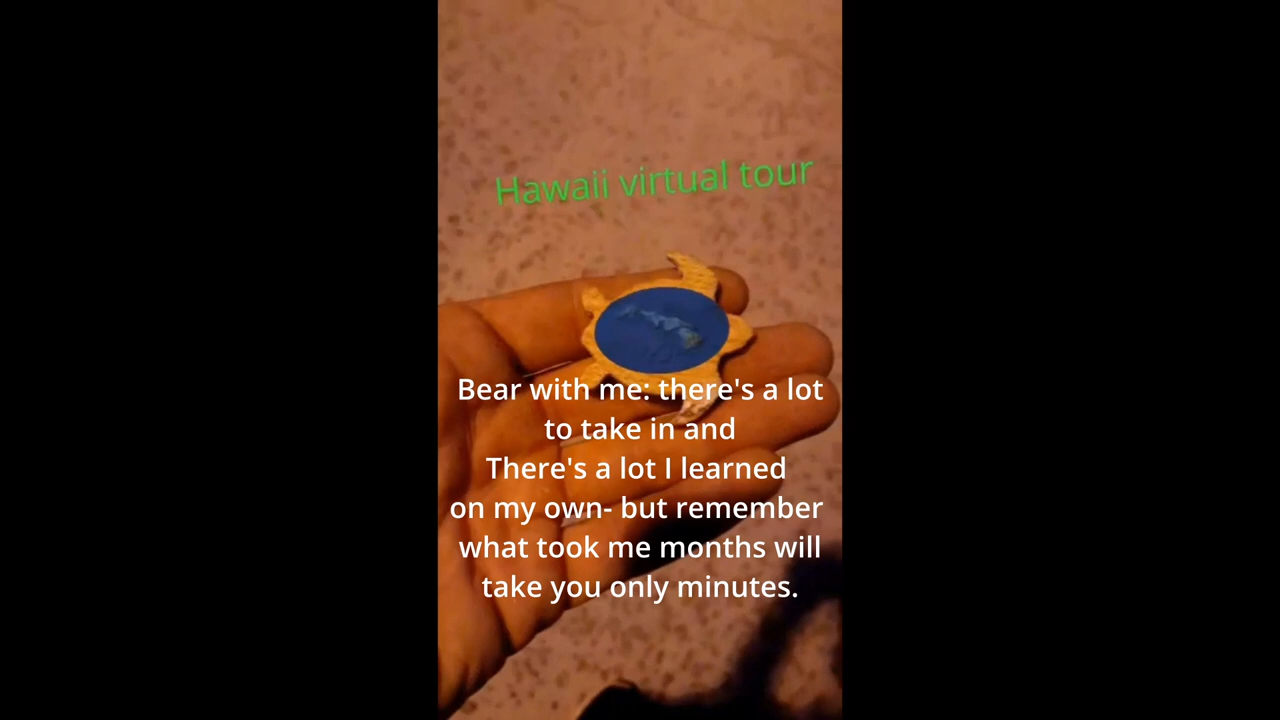 Hawaii virtual tour
Bear with me: there's a lot
to take in and
There's a lot I learned
on my own- but remember
what took me months will
take you only minutes.